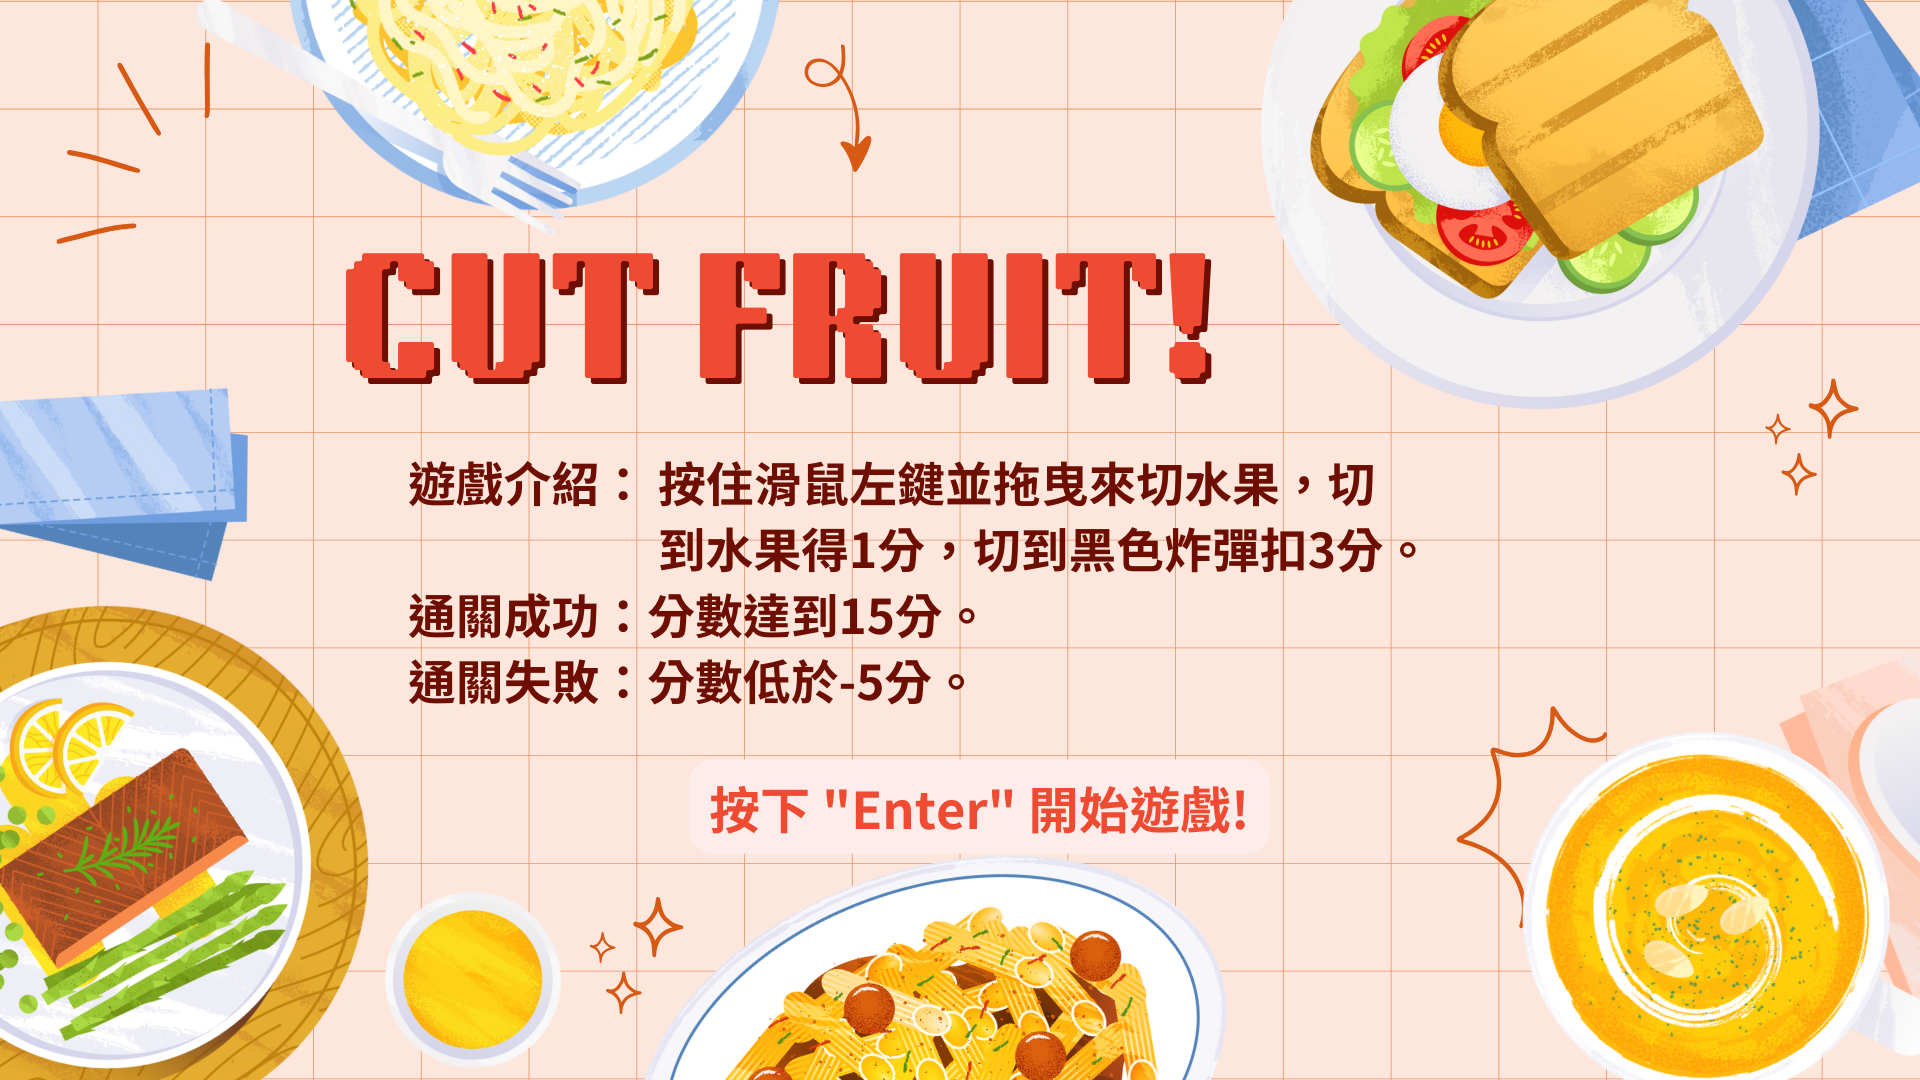 CUT FRUIT!
遊戲介紹： 按住滑鼠左鍵並拖曳來切水果，切
到水果得1分，切到黑色炸彈扣3分。
通關成功：分數達到15分。
通關失敗：分數低於-5分。
按下 "Enter" 開始遊戲!